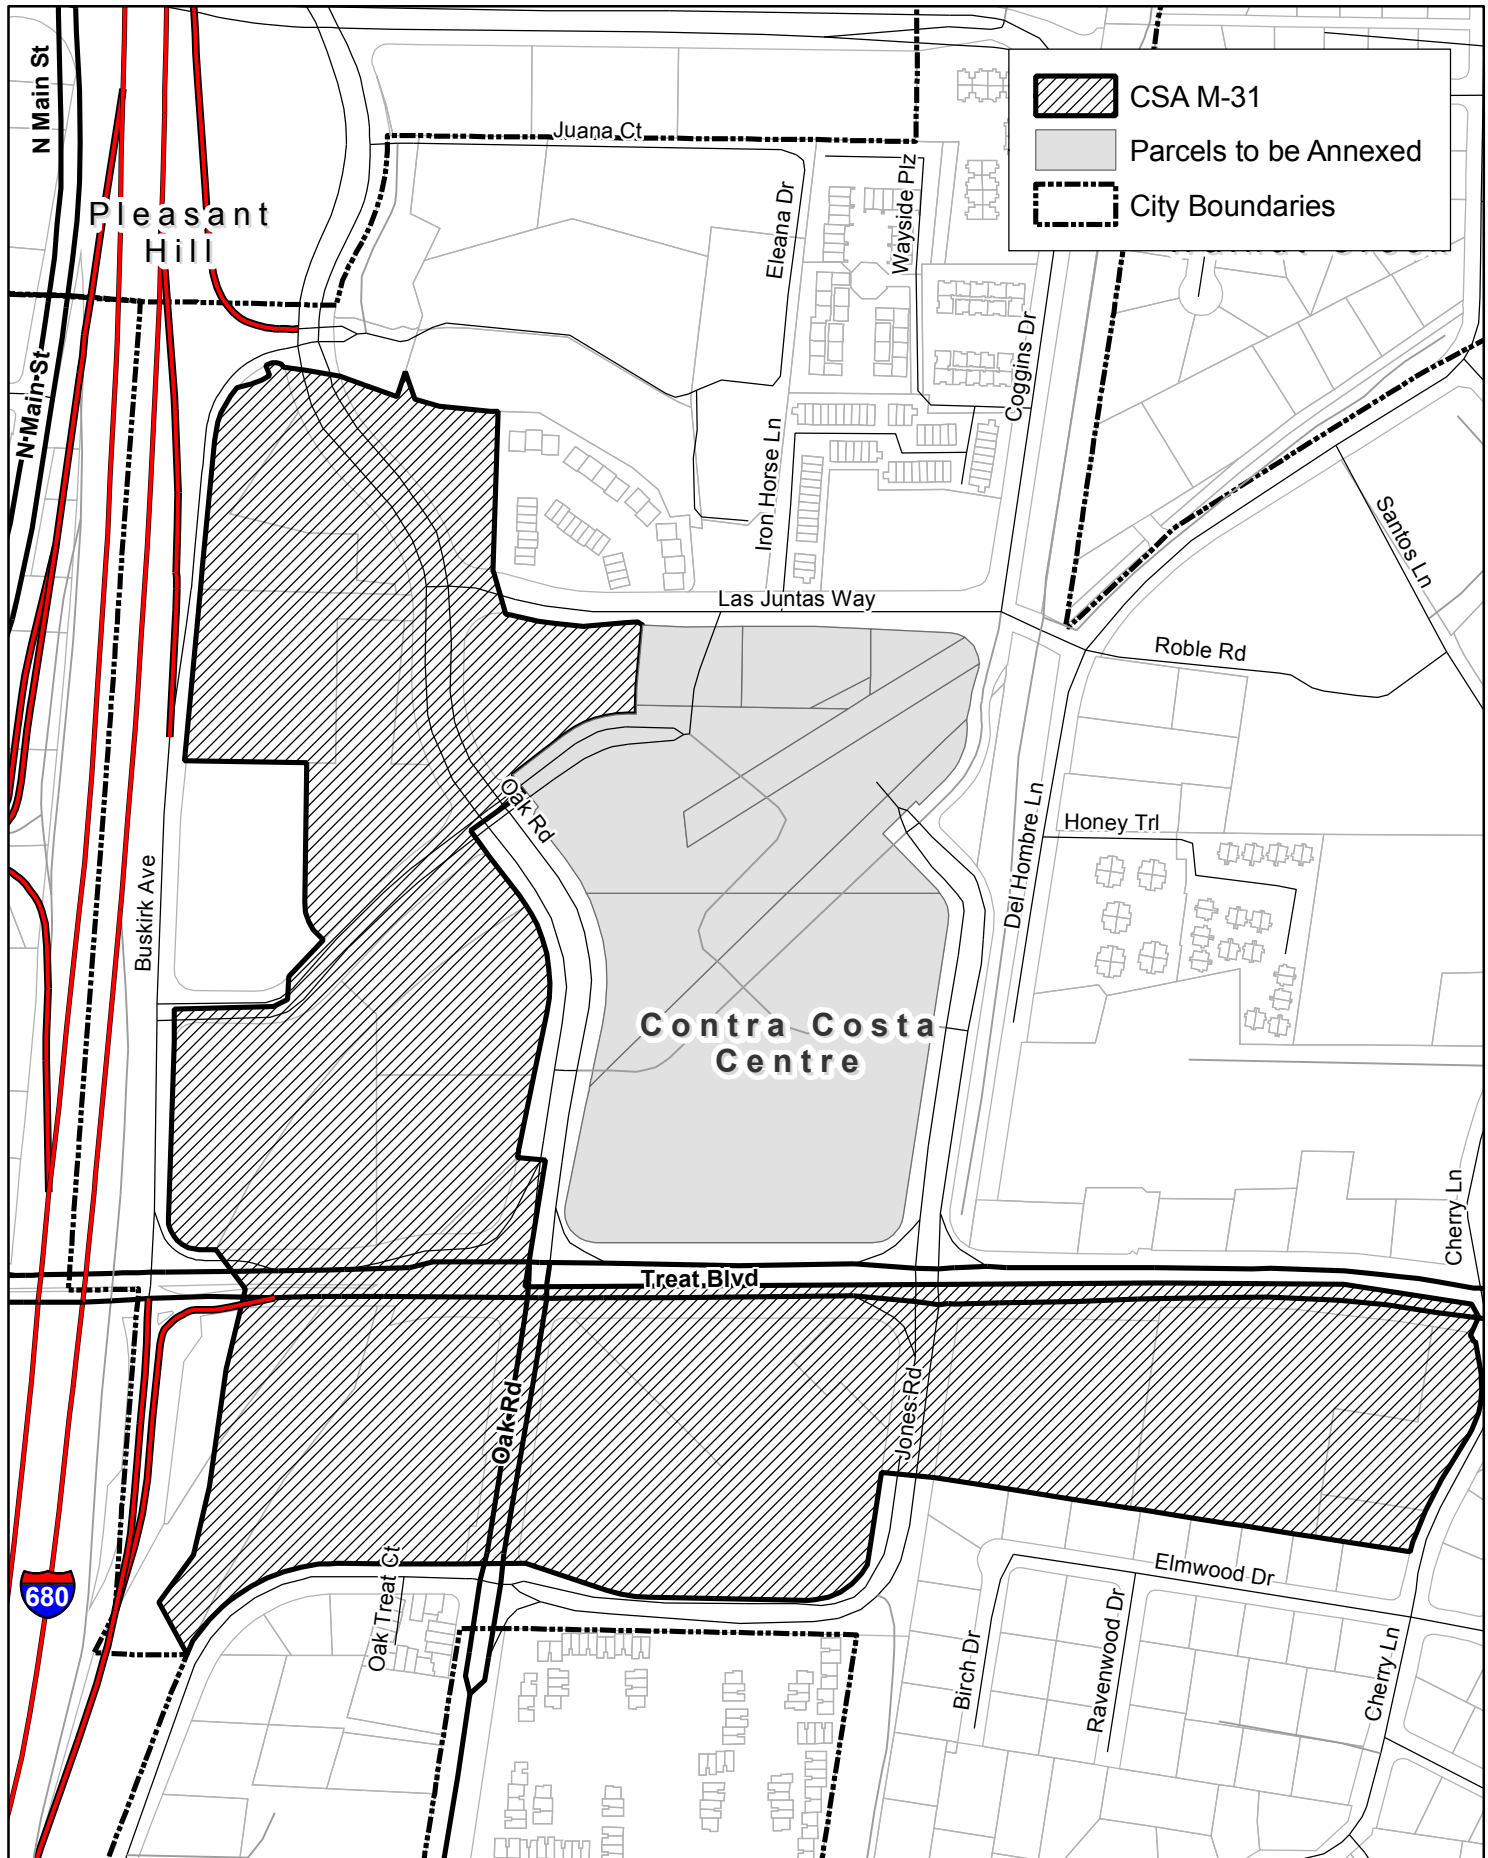 N Main St
Juana Ct
CSA M-31
Parcels to be Annexed
City Boundaries
Pleasant
Hill
Eleana Dr
Wayside Plz
Coggins Dr
N Main St
Iron Horse Ln
Santos Ln
Las Juntas Way
Roble Rd
Oak Rd
Del Hombre Ln
Honey Trl
Buskirk Ave
Contra Costa
Centre
Cherry Ln
Treat Blvd
Oak Rd
Jones Rd
Elmwood Dr
Oak Treat Ct
680
Birch Dr
Ravenwood Dr
Cherry Ln